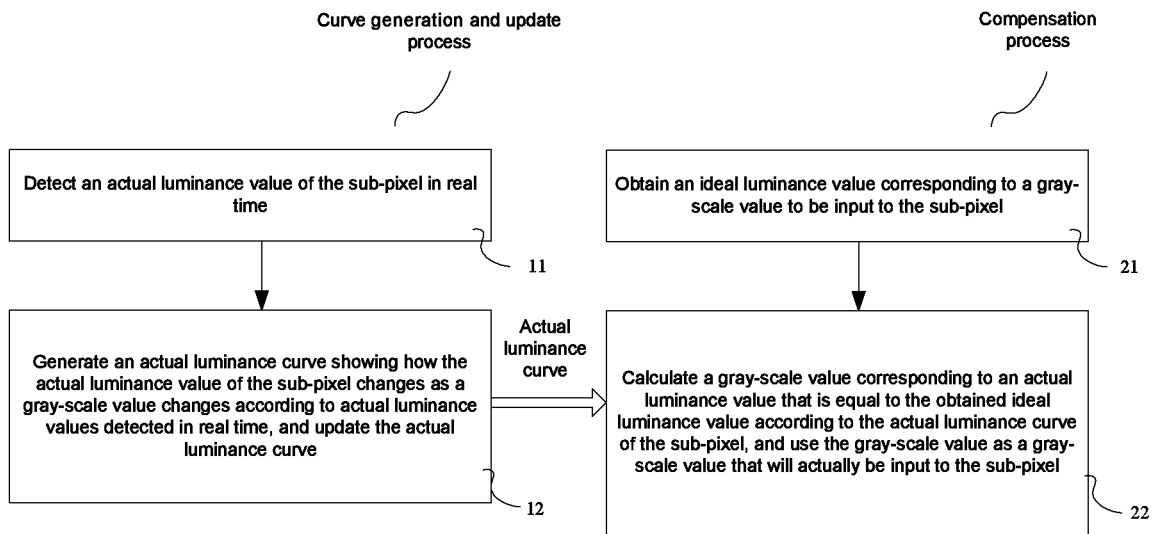 Curve generation and update
process
Compensation
process
Detect an actual luminance value of the sub-pixel in real
time
11
Obtain an ideal luminance value corresponding to a gray-
scale value to be input to the sub-pixel
21
Generate an actual luminance curve showing how the
actual luminance value of the sub-pixel changes as a
gray-scale value changes according to actual luminance
values detected in real time, and update the actual
luminance curve
12
Actual
luminance
curve
Calculate a gray-scale value corresponding to an actual
luminance value that is equal to the obtained ideal
luminance value according to the actual luminance curve
of the sub-pixel, and use the gray-scale value as a gray-
scale value that will actually be input to the sub-pixel
22